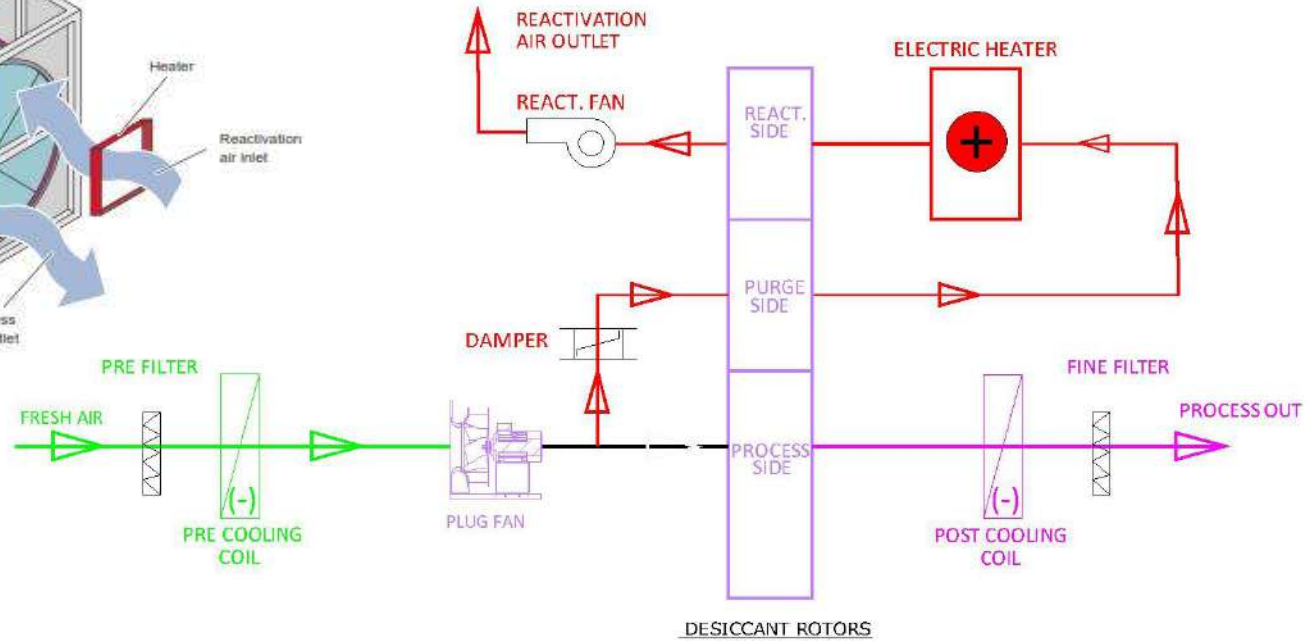 Heater
Reactivation
air inlet
REACTIVATION
AIR OUTLET
REACT. FAN
REACT.
SIDE
ELECTRIC HEATER
PURGE
SIDE
DAMPER
PRE FILTER
FRESH AIR
(-)
PRE COOLING
COIL
PLUG FAN
PROCESS
SIDE
FINE FILTER
PROCESS OUT
(-)
POST COOLING
COIL
DESICCANT ROTORS